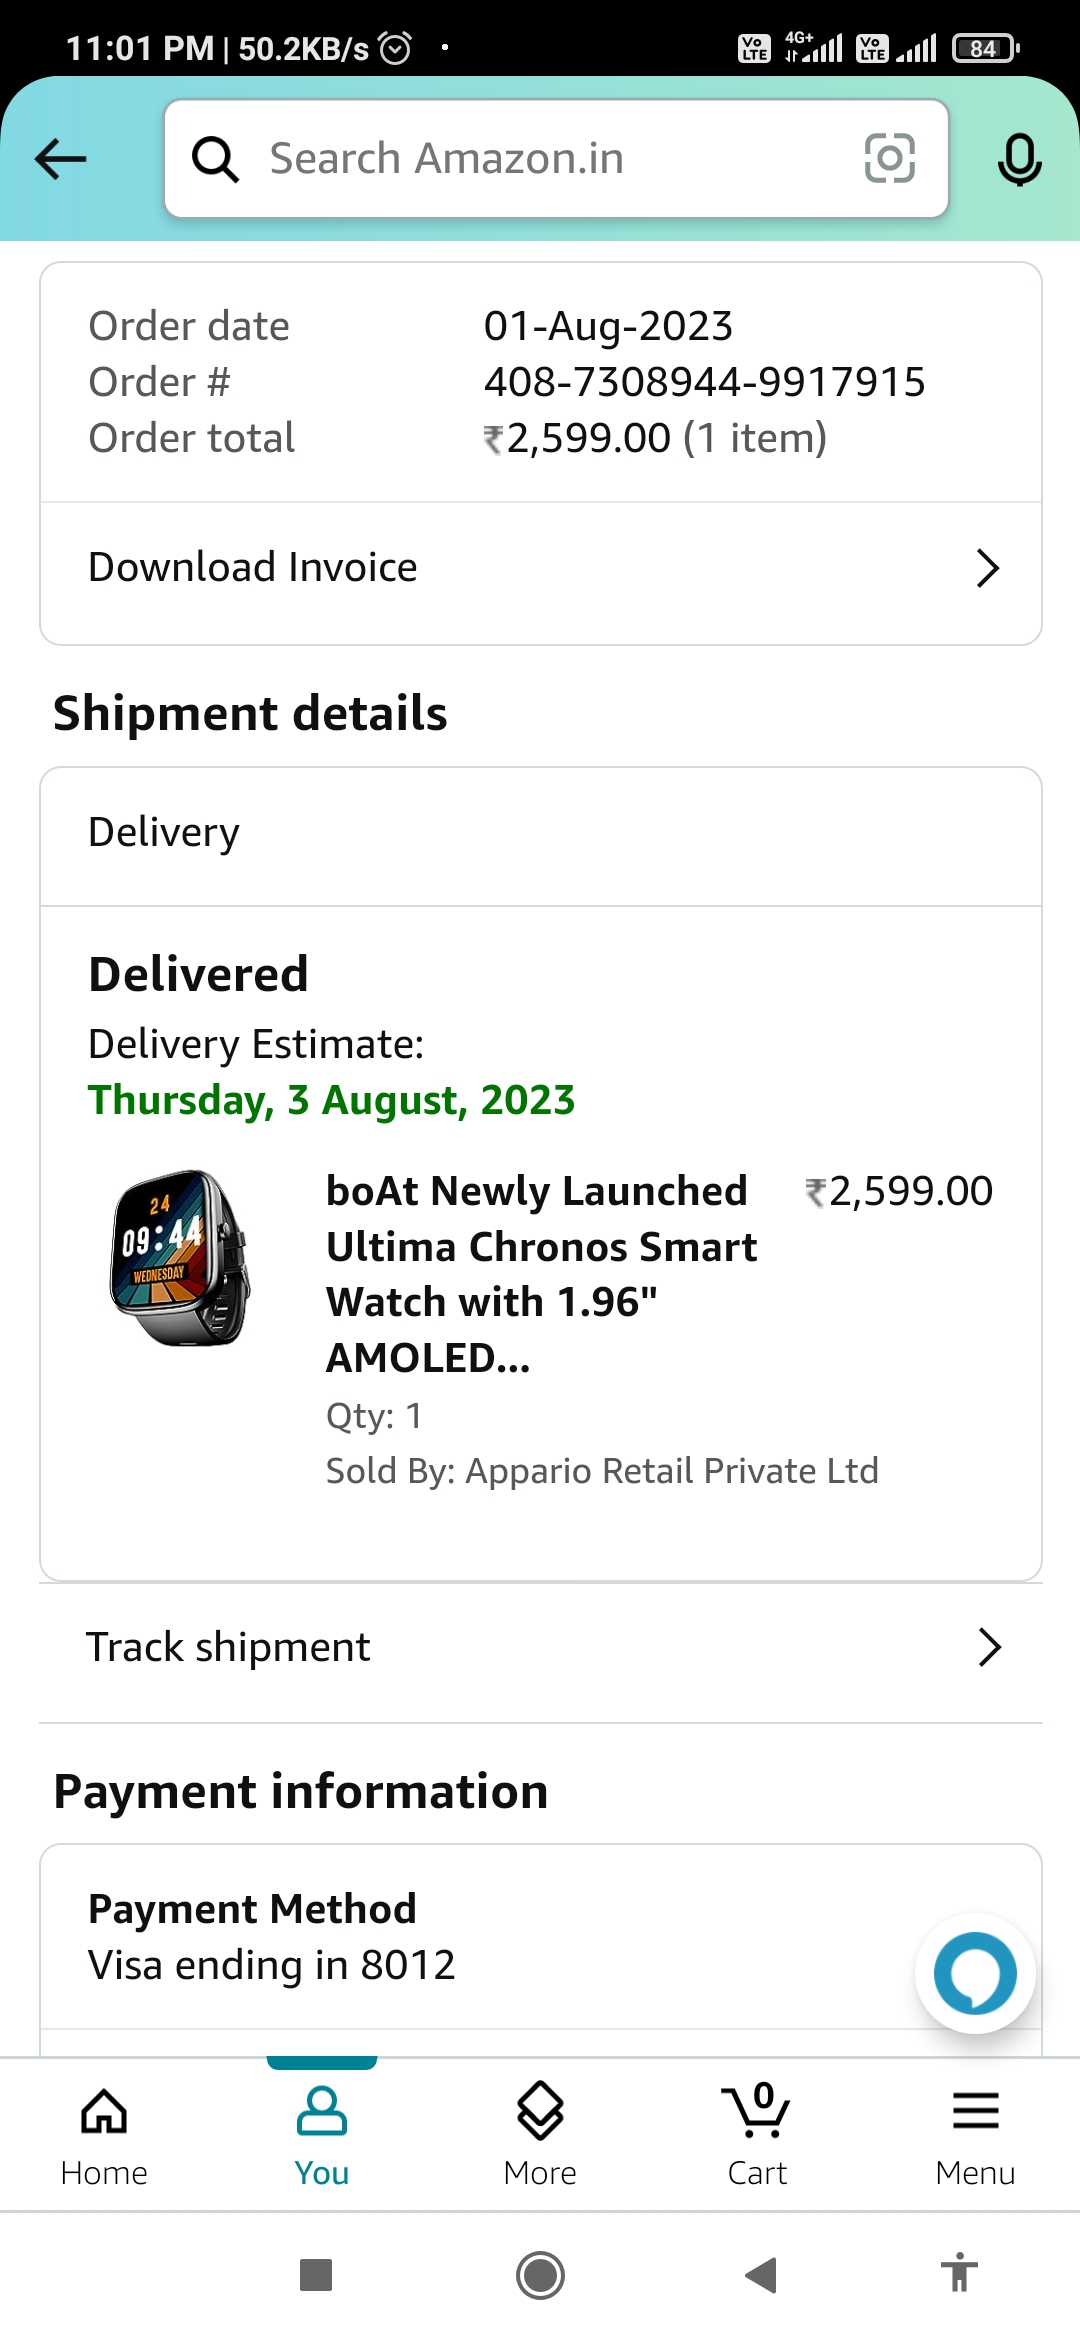 11:01 PM | 50.2KB/s
Vo LTE 4G+ Vo LTE 84
Search Amazon.in
Order date 01-Aug-2023
Order # 408-7308944-9917915
Order total ₹2,599.00 (1 item)
Download Invoice
Shipment details
Delivery
Delivered
Delivery Estimate:
Thursday, 3 August, 2023
24
09:44
WEDNESDAY
boAt Newly Launched ₹2,599.00
Ultima Chronos Smart
Watch with 1.96"
AMOLED...
Qty: 1
Sold By: Appario Retail Private Ltd
Track shipment
Payment information
Payment Method
Visa ending in 8012
0
Home You More Cart Menu